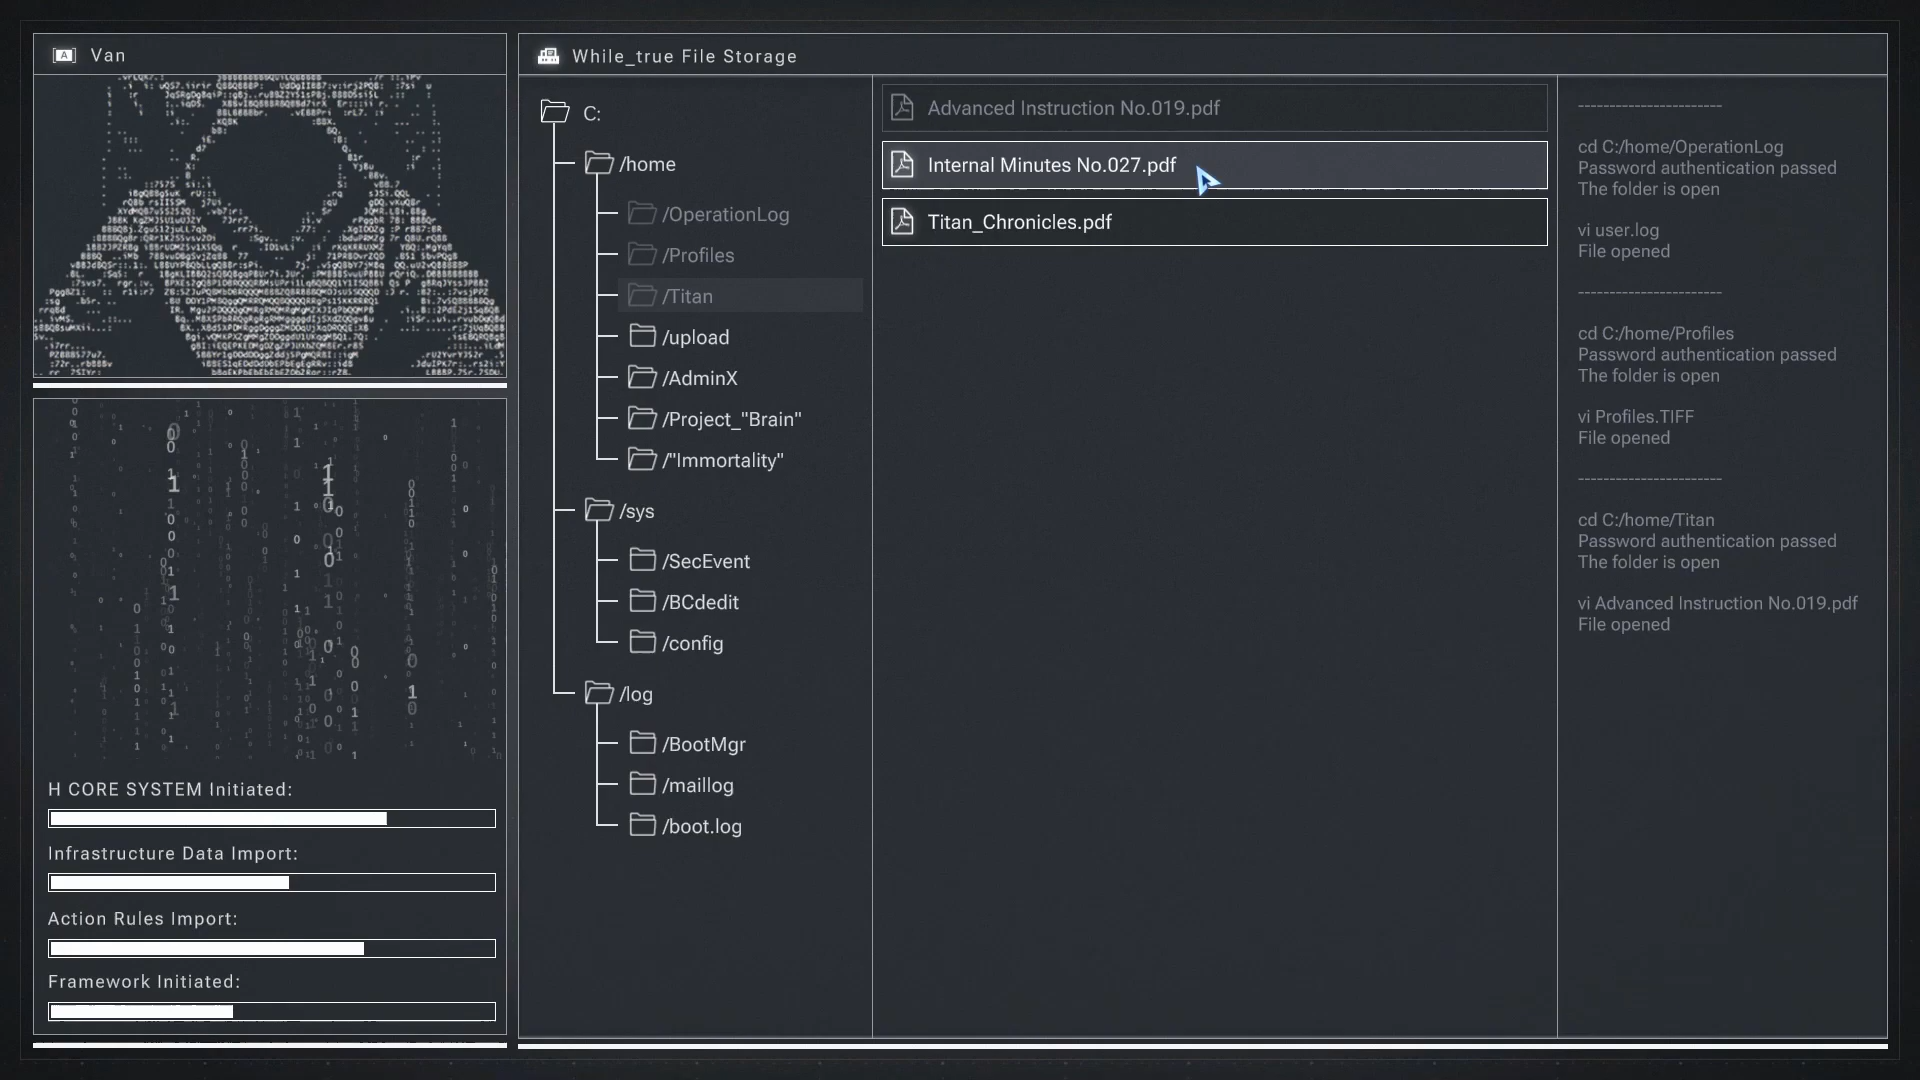 Van
While_true File Storage
C:
/home
/OperationLog
/Profiles
/Titan
/upload
/AdminX
/Project_"Brain"
/"Immortality"
/sys
/SecEvent
/BCdedit
/config
/log
/BootMgr
/maillog
/boot.log
Advanced Instruction No.019.pdf
Internal Minutes No.027.pdf
Titan_Chronicles.pdf
-----------------------
cd C:/home/OperationLog
Password authentication passed
The folder is open
vi user.log
File opened
-----------------------
cd C:/home/Profiles
Password authentication passed
The folder is open
vi Profiles.TIFF
File opened
-----------------------
cd C:/home/Titan
Password authentication passed
The folder is open
vi Advanced Instruction No.019.pdf
File opened
H CORE SYSTEM Initiated:
Infrastructure Data Import:
Action Rules Import:
Framework Initiated: